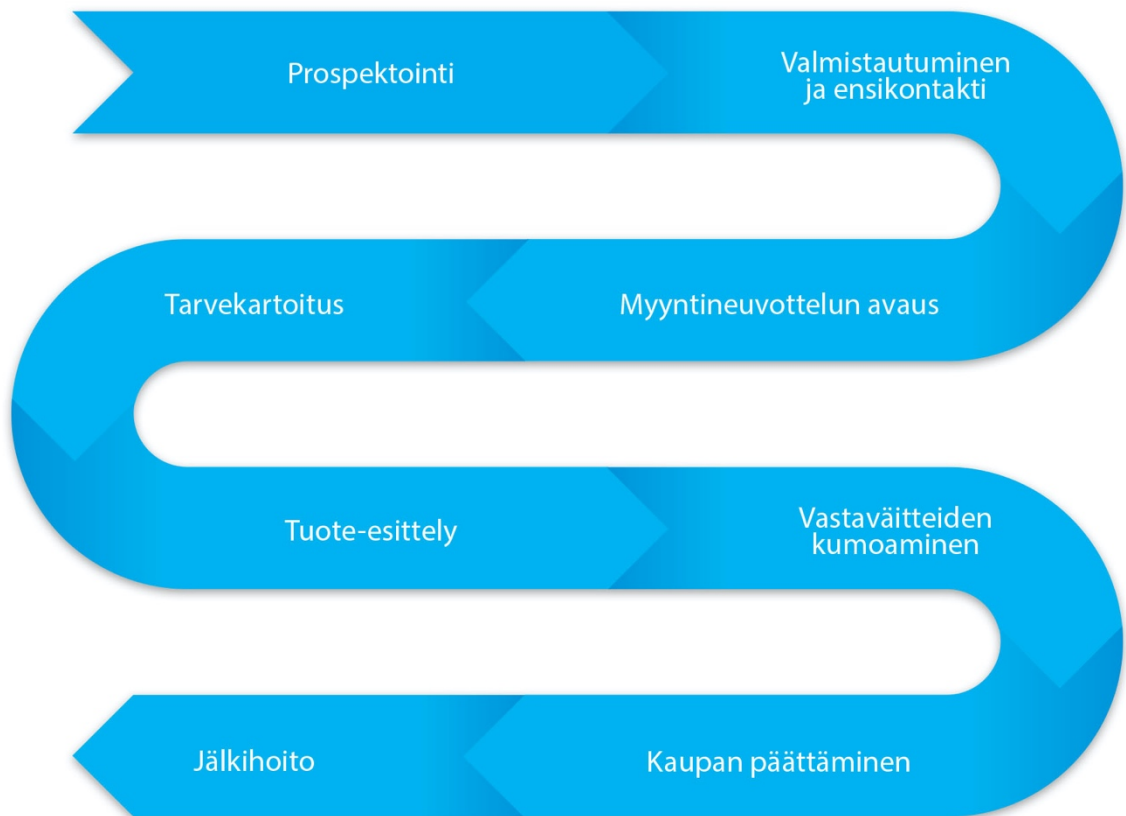 Prospektointi
Valmistautuminen
ja ensikontakti
Myyntineuvottelun avaus
Tarvekartoitus
Tuote-esittely
Vastaväitteiden
kumoaminen
Kaupan päättäminen
Jälkihoito